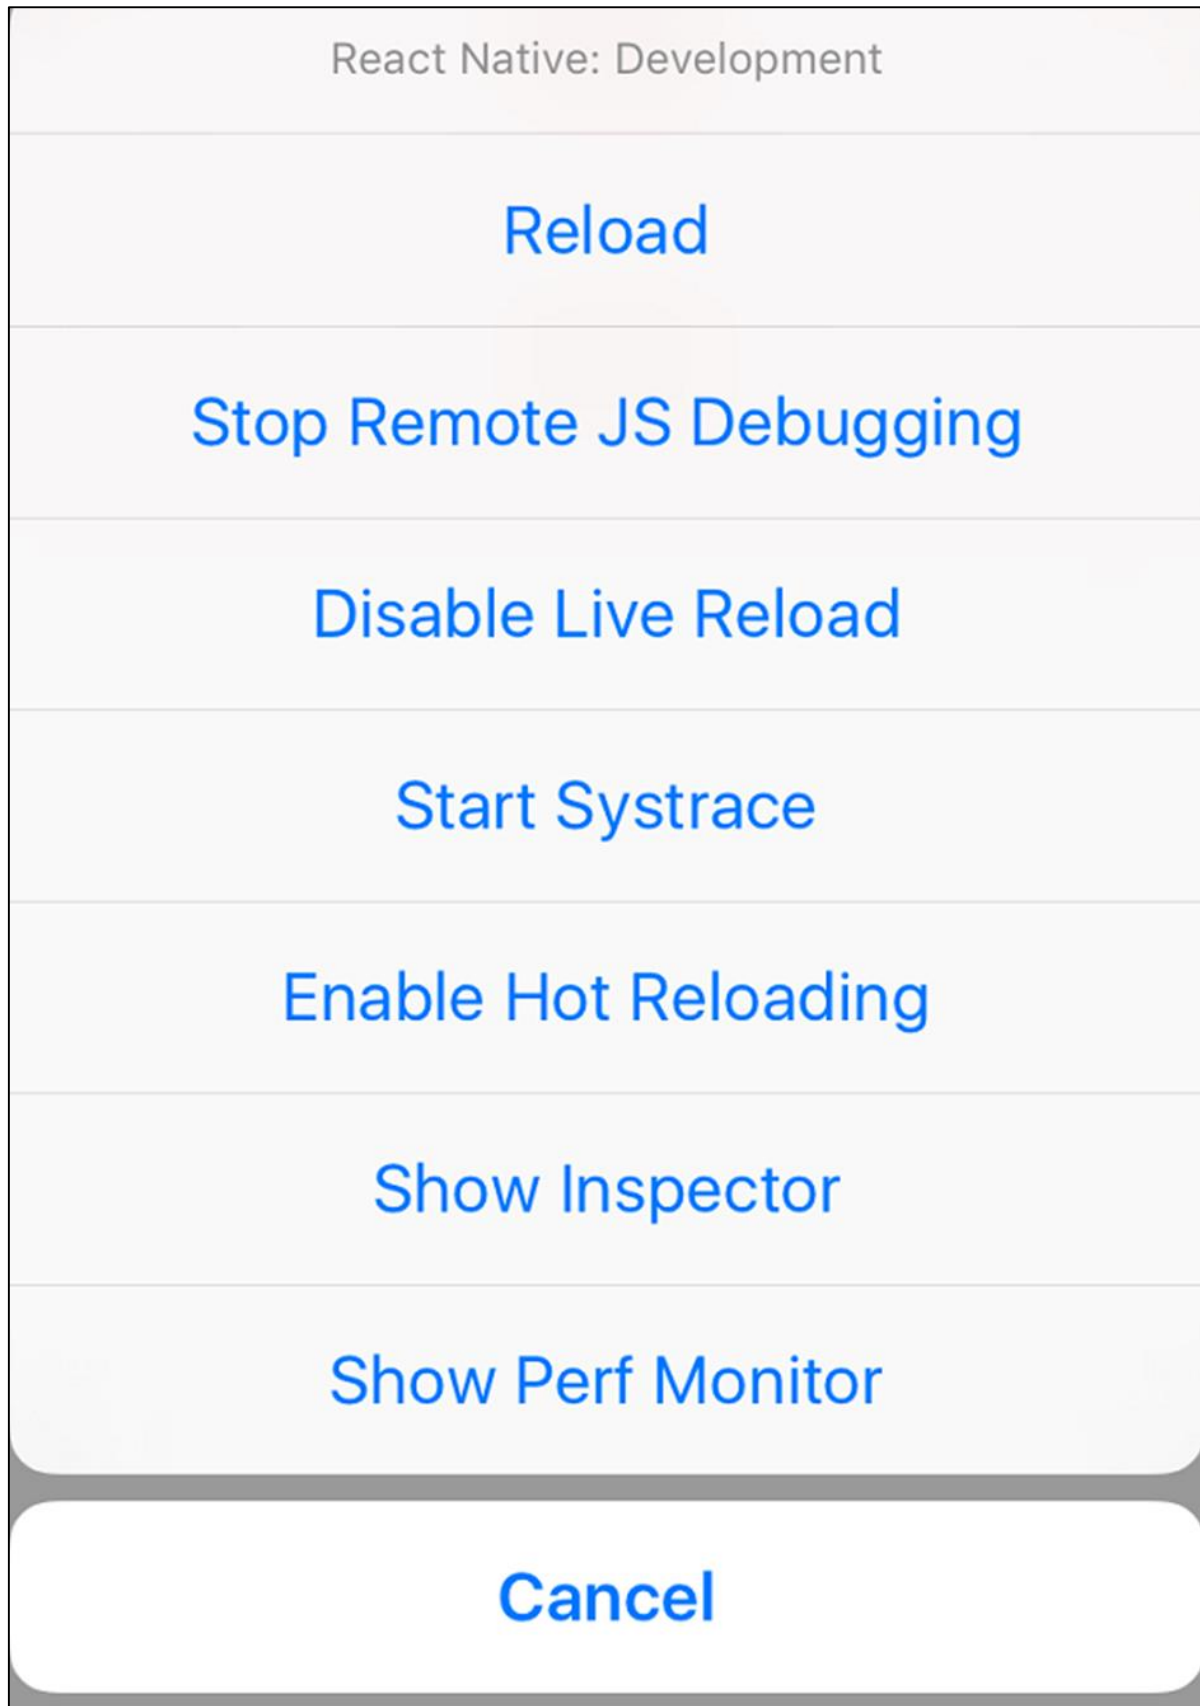 React Native: Development
Reload
Stop Remote JS Debugging
Disable Live Reload
Start Systrace
Enable Hot Reloading
Show Inspector
Show Perf Monitor
Cancel